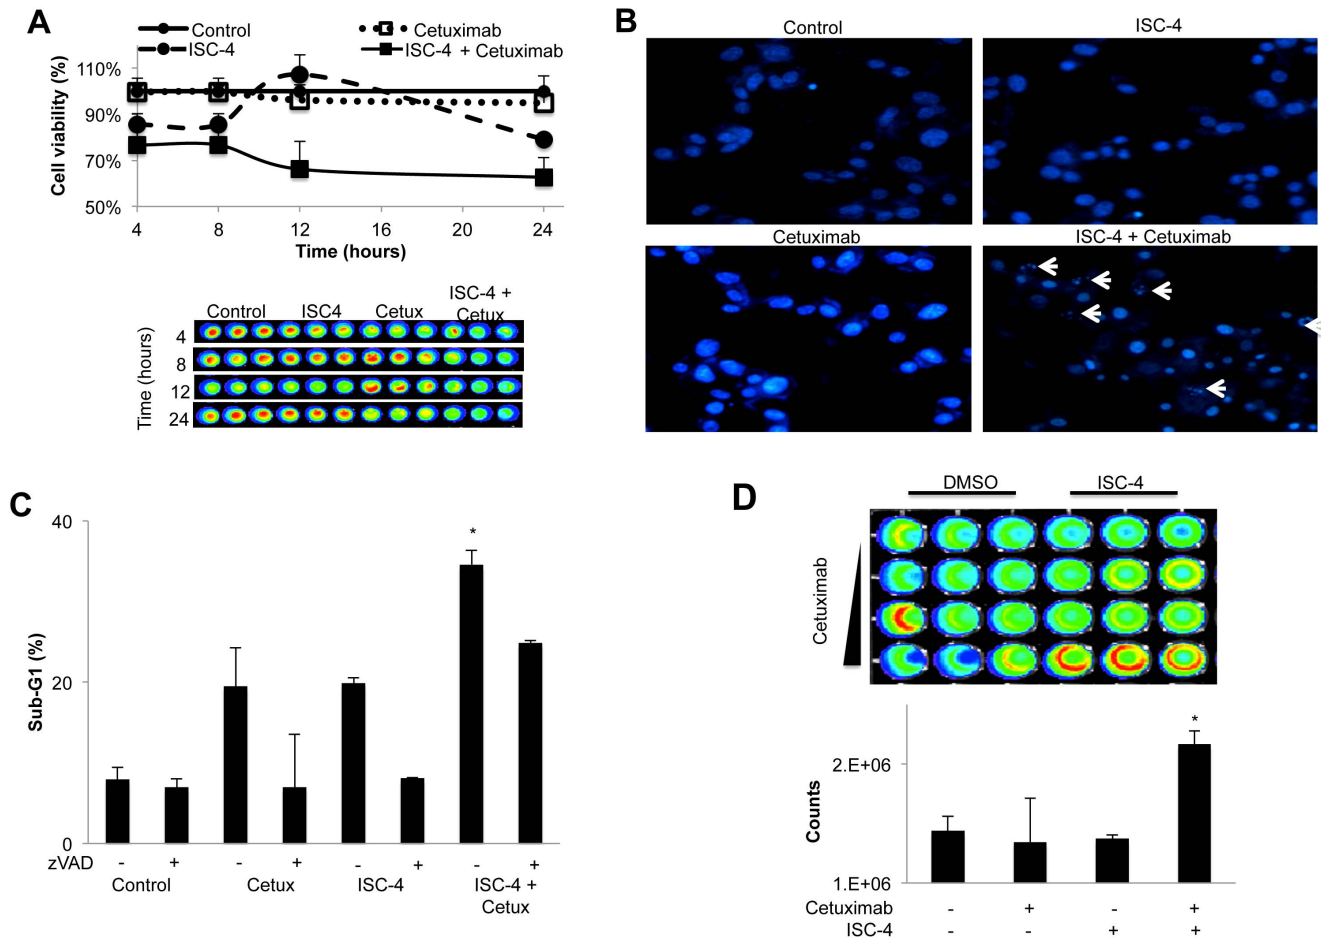 A
Control
Cetuximab
ISC-4
ISC-4 + Cetuximab
Cell viability (%)
110%
90%
70%
50%
4 8 12 16 20 24
Time (hours)
Control ISC4 Cetux ISC-4 + Cetux
Time (hours)
4
8
12
24
B
Control
ISC-4
Cetuximab
ISC-4 + Cetuximab
C
Sub-G1 (%)
40
20
0
*
zVAD - + - + - + - +
Control Cetux ISC-4 ISC-4 + Cetux
D
DMSO ISC-4
Cetuximab
Counts
2.E+06
1.E+06
*
Cetuximab - + - +
ISC-4 - - + +